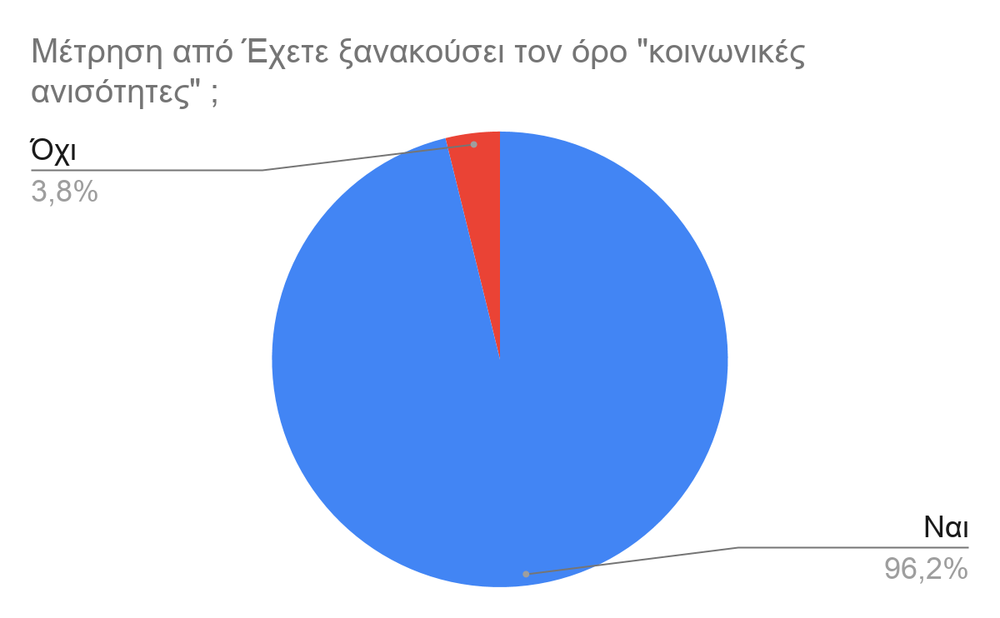 Μέτρηση από Έχετε ξανακούσει τον όρο "κοινωνικές
ανισότητες" ;
Όχι
3,8%
Ναι
96,2%